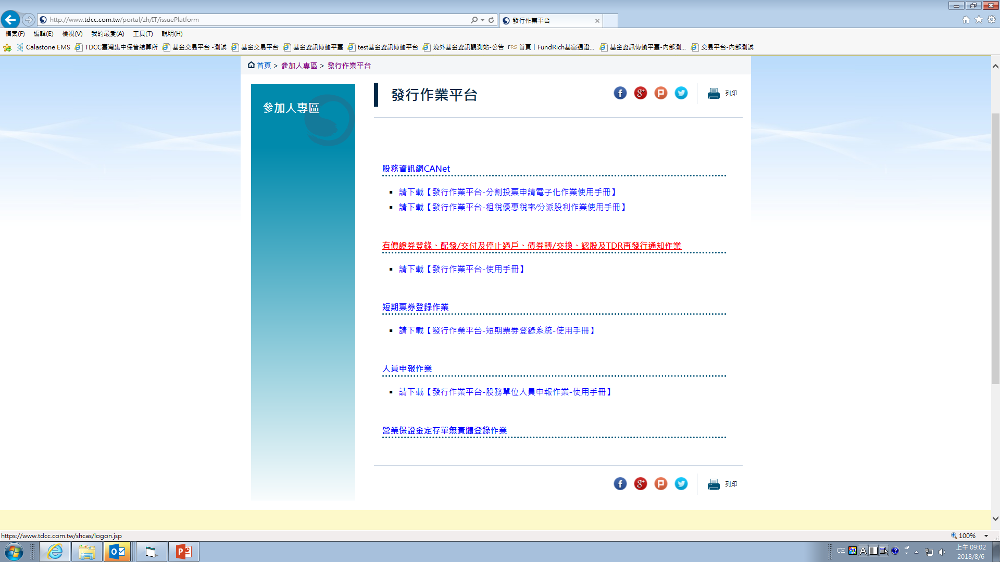 http://www.tdcc.com.tw/portal/zh/IT/issuePlatform
發行作業平台
檔案(F) 編輯(E) 檢視(V) 我的最愛(A) 工具(T) 說明(H)
Calastone EMS TDCC臺灣集中保管結算所 基金交易平台 -測試 基金交易平台 基金資訊傳輸平臺 test基金資訊傳輸平台 境外基金資訊觀測站-公告 FRS 首頁 | FundRich基富通證... 基金資訊傳輸平臺-內部測... 交易平台-內部測試
首頁 > 參加人專區 > 發行作業平台
參加人專區
發行作業平台
列印
股務資訊網CANet
請下載【發行作業平台-分割投票申請電子化作業使用手冊】
請下載【發行作業平台-租稅優惠稅率/分派股利作業使用手冊】
有價證券登錄、配發/交付及停止過戶、債券轉/交換、認股及TDR再發行通知作業
請下載【發行作業平台-使用手冊】
短期票券登錄作業
請下載【發行作業平台-短期票券登錄系統-使用手冊】
人員申報作業
請下載【發行作業平台-股務單位人員申報作業-使用手冊】
營業保證金定存單無實體登錄作業
列印
https://www.tdcc.com.tw/shcas/logon.jsp
100%
CH
上午 09:02
2018/8/6